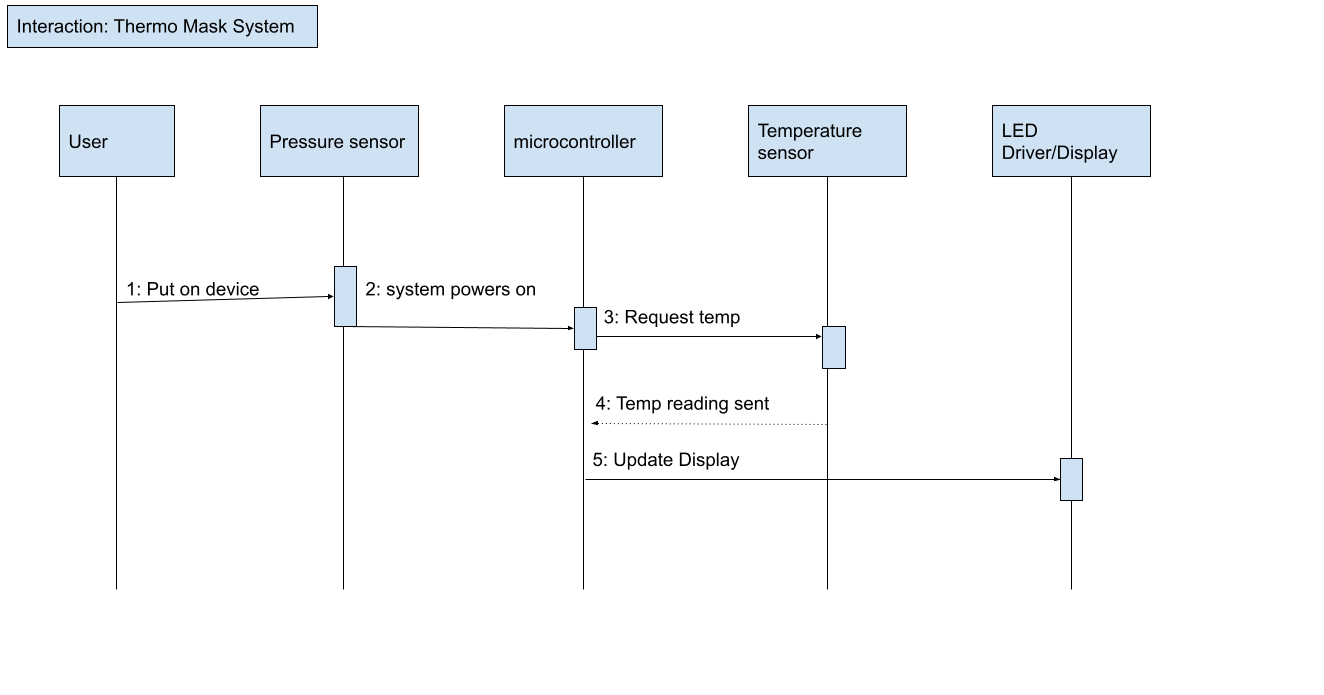 Interaction: Thermo Mask System
User
Pressure sensor
microcontroller
Temperature
sensor
LED
Driver/Display
1: Put on device
2: system powers on
3: Request temp
4: Temp reading sent
5: Update Display